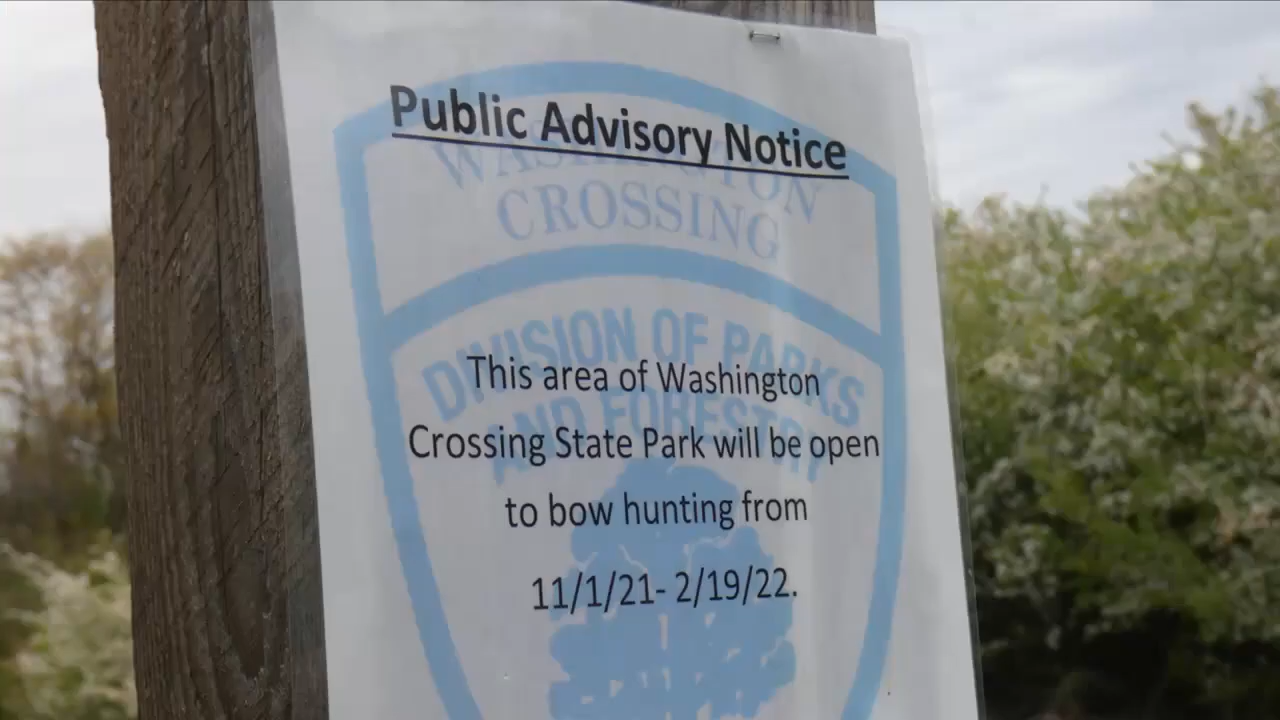 Public Advisory Notice
WASHINGTON
CROSSING
DIVISION OF PARKS
AND FORESTRY
This area of Washington
Crossing State Park will be open
to bow hunting from
11/1/21- 2/19/22.